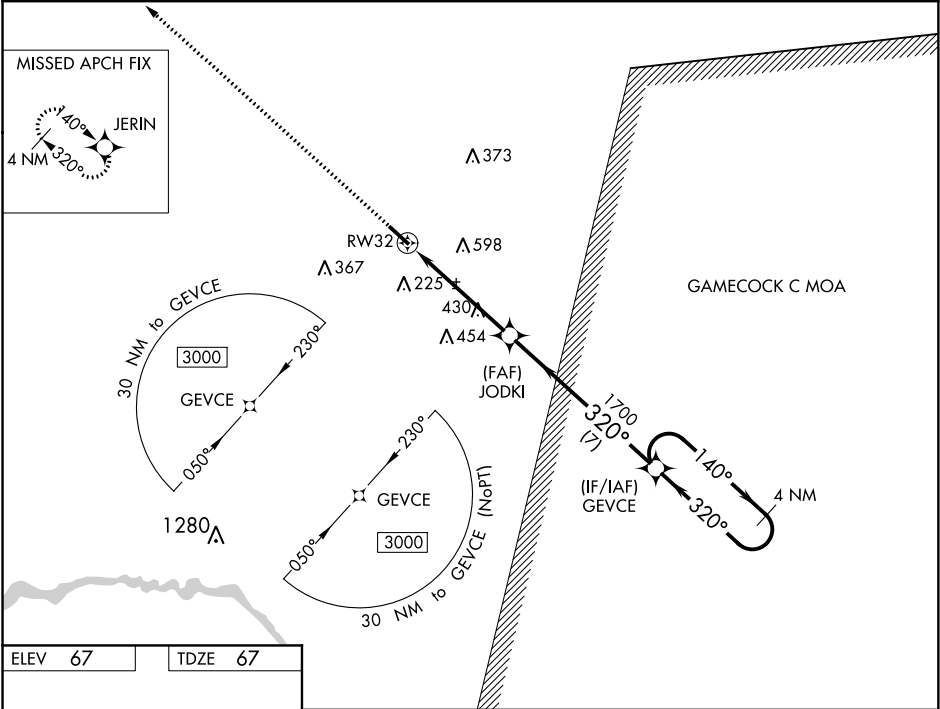 MISSED APCH FIX
140°
JERIN
4 NM
320°
373
RW32
598
367
225
430
454
GAMECOCK C MOA
30 NM to GEVCE
3000
230°
GEVCE
050°
(FAF)
JODKI
1700
320°
(7)
140°
(IF/IAF)
GEVCE
320°
4 NM
230°
GEVCE
050°
3000
30 NM to GEVCE (NoPT)
1280
ELEV 67
TDZE 67